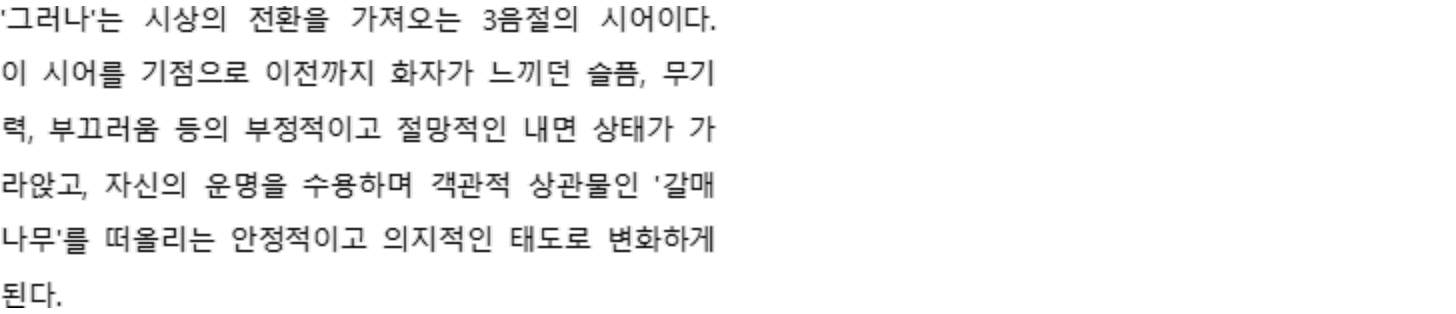 '그러나'는 시상의 전환을 가져오는 3음절의 시어이다.
이 시어를 기점으로 이전까지 화자가 느끼던 슬픔, 무기
력, 부끄러움 등의 부정적이고 절망적인 내면 상태가 가
라앉고, 자신의 운명을 수용하며 객관적 상관물인 '갈매
나무'를 떠올리는 안정적이고 의지적인 태도로 변화하게
된다.